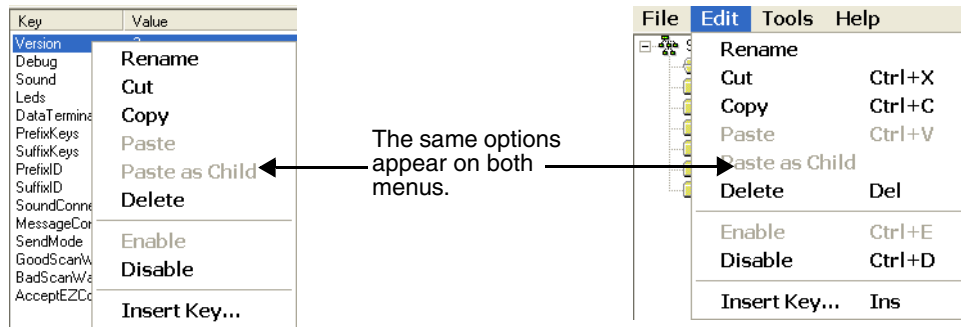 Key Value
Version
Debug
Sound
Leds
DataTermina
PrefixKeys
SuffixKeys
PrefixID
SuffixID
SoundConne
MessageCor
SendMode
GoodScanW
BadScanWa
AcceptEZCo
Rename
Cut
Copy
Paste
Paste as Child
Delete
Enable
Disable
Insert Key...
The same options
appear on both
menus.
File Edit Tools Help
Rename
Cut Ctrl+X
Copy Ctrl+C
Paste Ctrl+V
Paste as Child
Delete Del
Enable Ctrl+E
Disable Ctrl+D
Insert Key... Ins